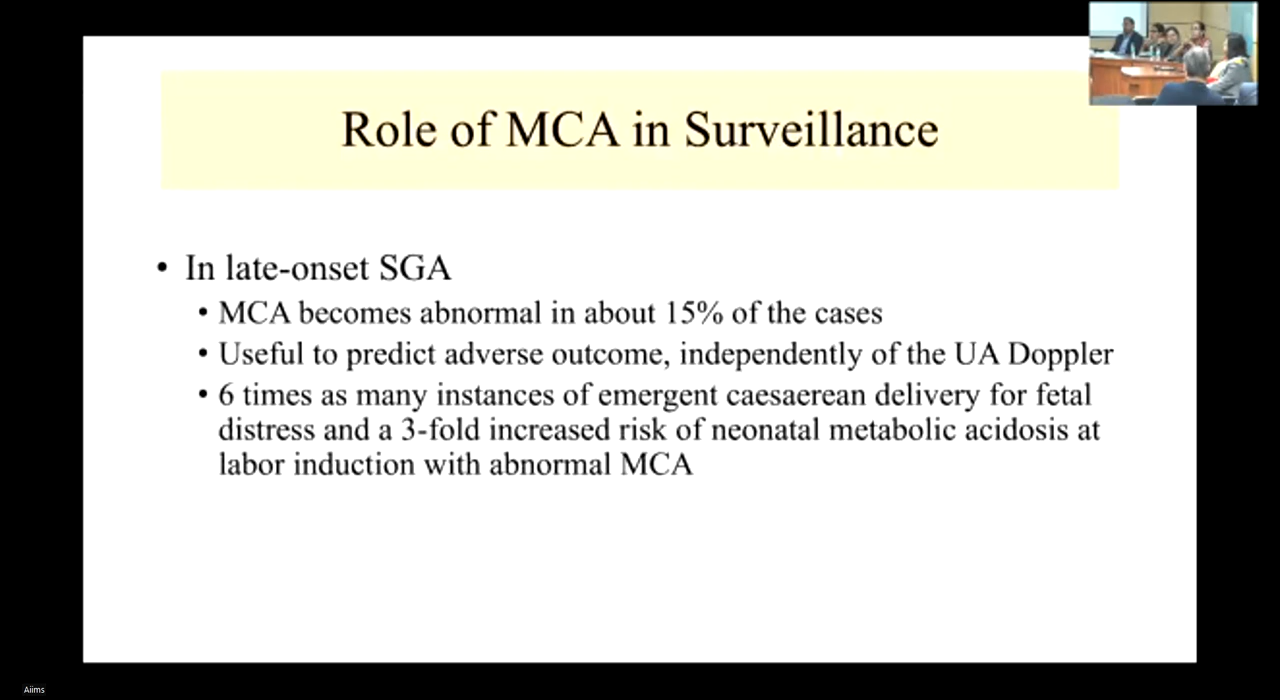 Role of MCA in Surveillance
• In late-onset SGA
• MCA becomes abnormal in about 15% of the cases
• Useful to predict adverse outcome, independently of the UA Doppler
• 6 times as many instances of emergent caesaerean delivery for fetal
distress and a 3-fold increased risk of neonatal metabolic acidosis at
labor induction with abnormal MCA
Aiims